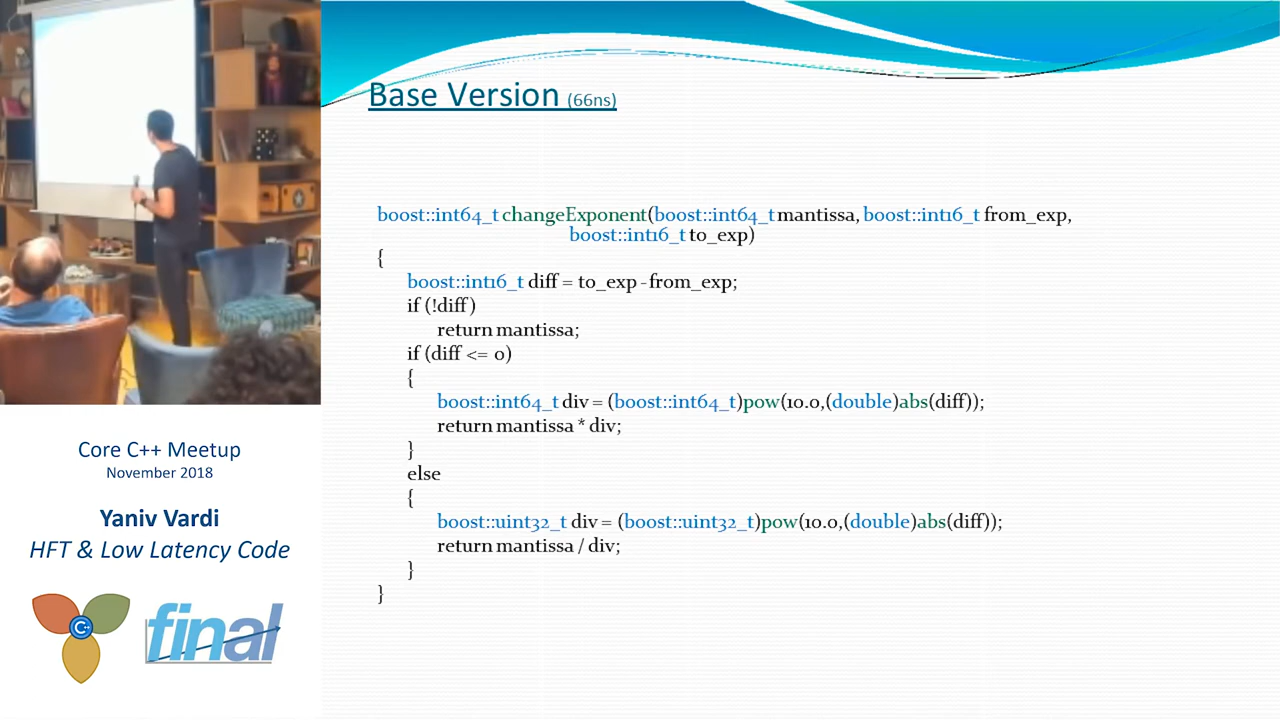 Base Version (66ns)
boost::int64_t changeExponent(boost::int64_t mantissa, boost::int16_t from_exp,
boost::int16_t to_exp)
{
boost::int16_t diff = to_exp - from_exp;
if (!diff )
return mantissa;
if (diff <= 0)
{
boost::int64_t div = (boost::int64_t)pow(10.0,(double)abs(diff));
return mantissa * div;
}
else
{
boost::uint32_t div = (boost::uint32_t)pow(10.0,(double)abs(diff));
return mantissa / div;
}
}
Core C++ Meetup
November 2018
Yaniv Vardi
HFT & Low Latency Code
C++
final